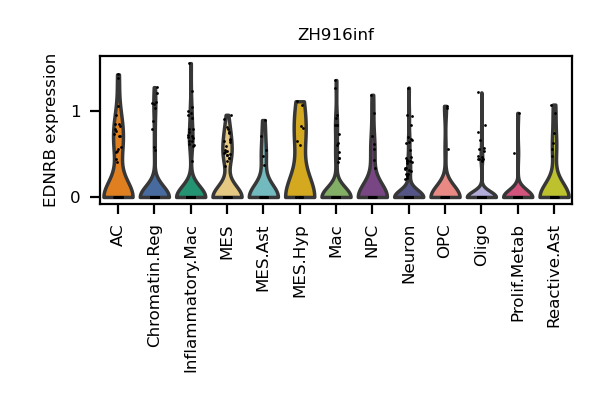 ZH916inf
EDNRB expression
1
0
AC
Chromatin.Reg
Inflammatory.Mac
MES
MES.Ast
MES.Hyp
Mac
NPC
Neuron
OPC
Oligo
Prolif.Metab
Reactive.Ast